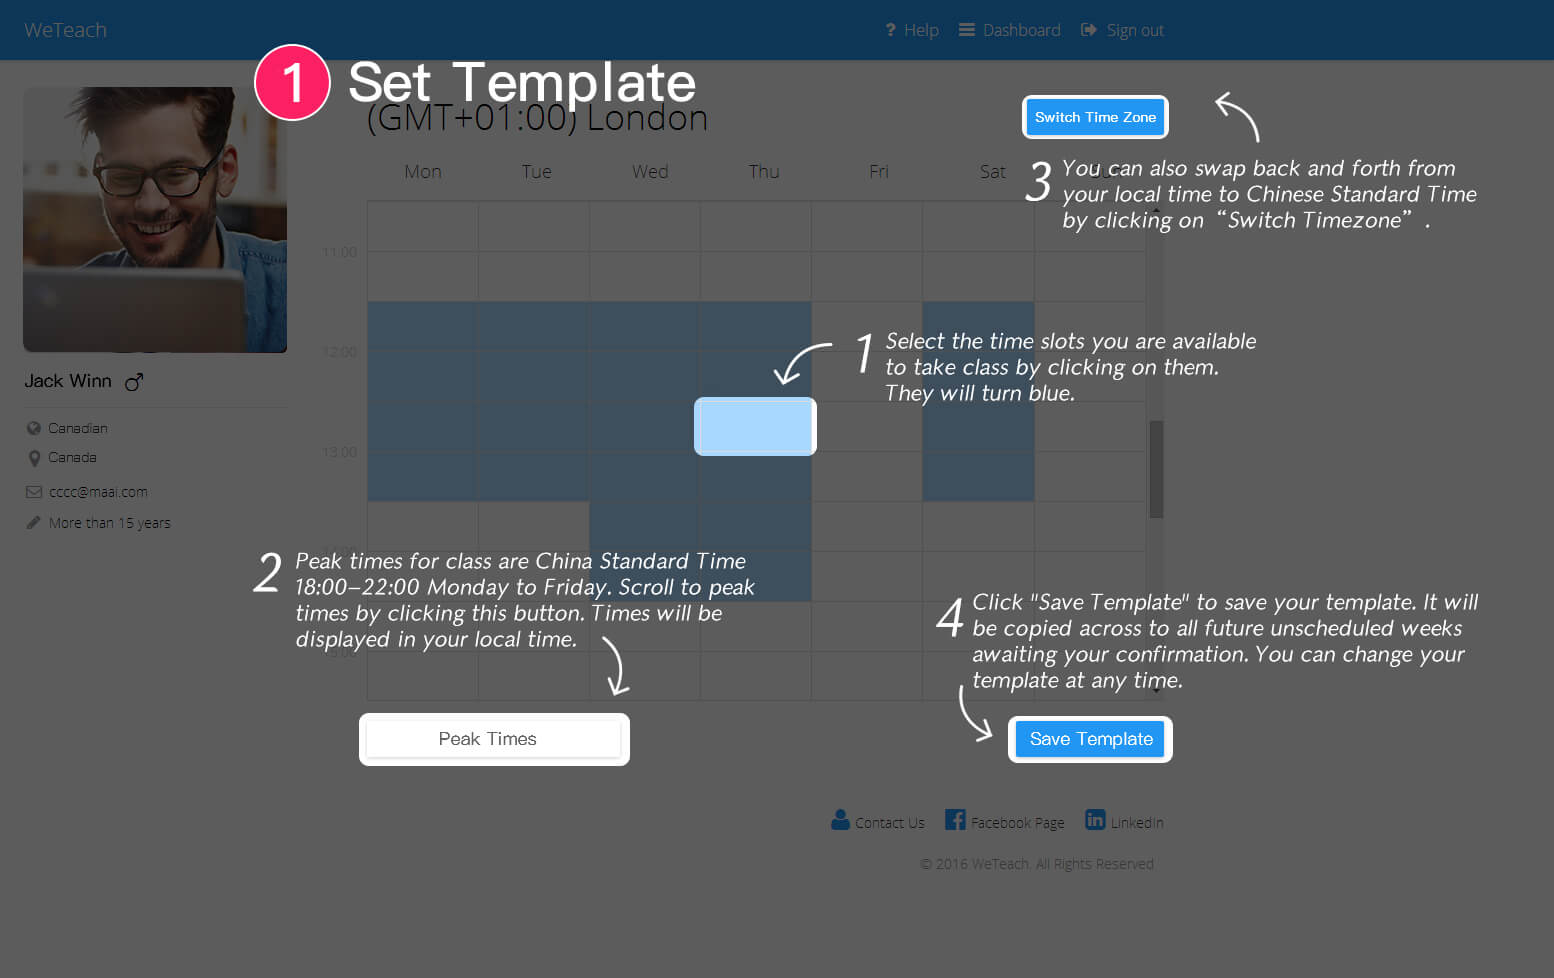 WeTeach
Help
Dashboard
Sign out
1 Set Template
(GMT+01:00) London
Switch Time Zone
Mon Tue Wed Thu Fri Sat
3 You can also swap back and forth from
your local time to Chinese Standard Time
by clicking on “Switch Timezone” .
11:00
12:00
13:00
1 Select the time slots you are available
to take class by clicking on them.
They will turn blue.
Jack Winn
Canadian
Canada
cccc@maai.com
More than 15 years
2 Peak times for class are China Standard Time
18:00–22:00 Monday to Friday. Scroll to peak
times by clicking this button. Times will be
displayed in your local time.
Peak Times
4 Click "Save Template" to save your template. It will
be copied across to all future unscheduled weeks
awaiting your confirmation. You can change your
template at any time.
Save Template
Contact Us
Facebook Page
LinkedIn
© 2016 WeTeach. All Rights Reserved